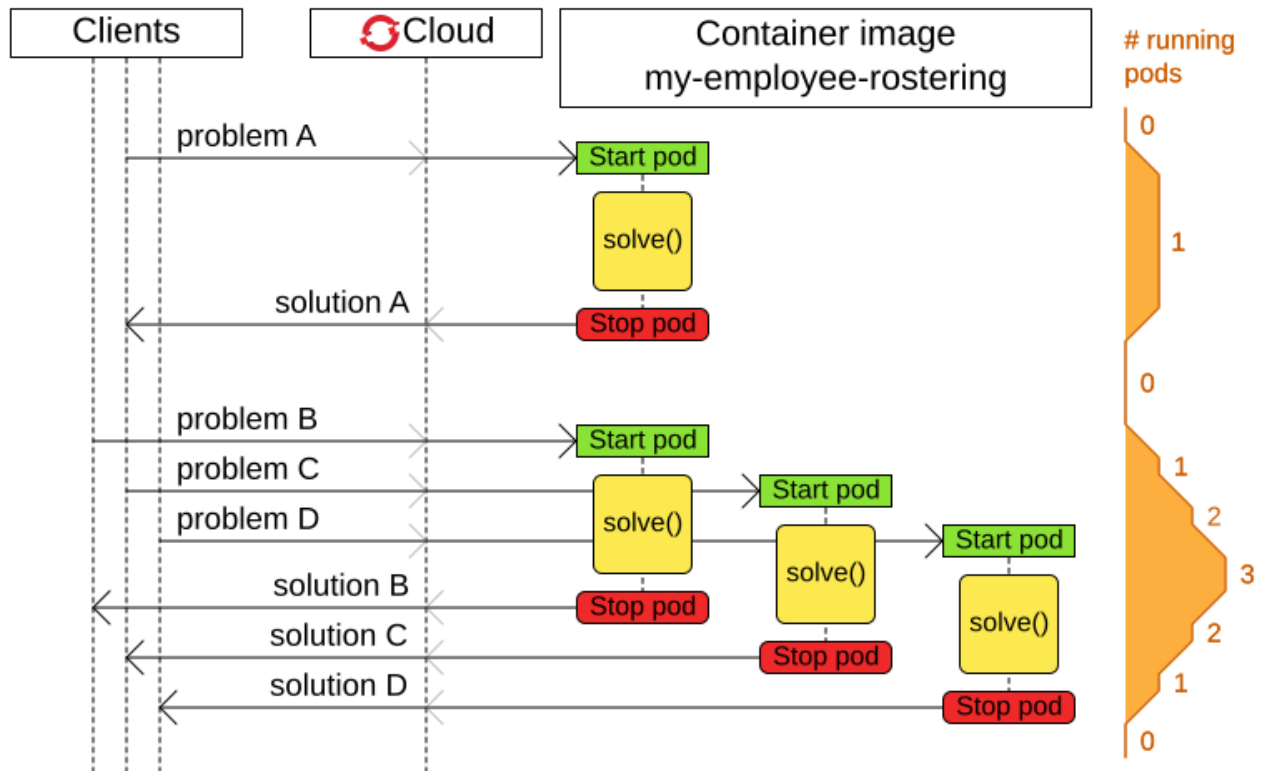 Clients
Cloud
Container image
my-employee-rostering
# running
pods
0
problem A
Start pod
solve()
1
solution A
Stop pod
0
problem B
Start pod
problem C
1
Start pod
problem D
solve()
2
Start pod
solve()
3
solution B
Stop pod
solve()
solution C
2
Stop pod
solution D
1
Stop pod
0